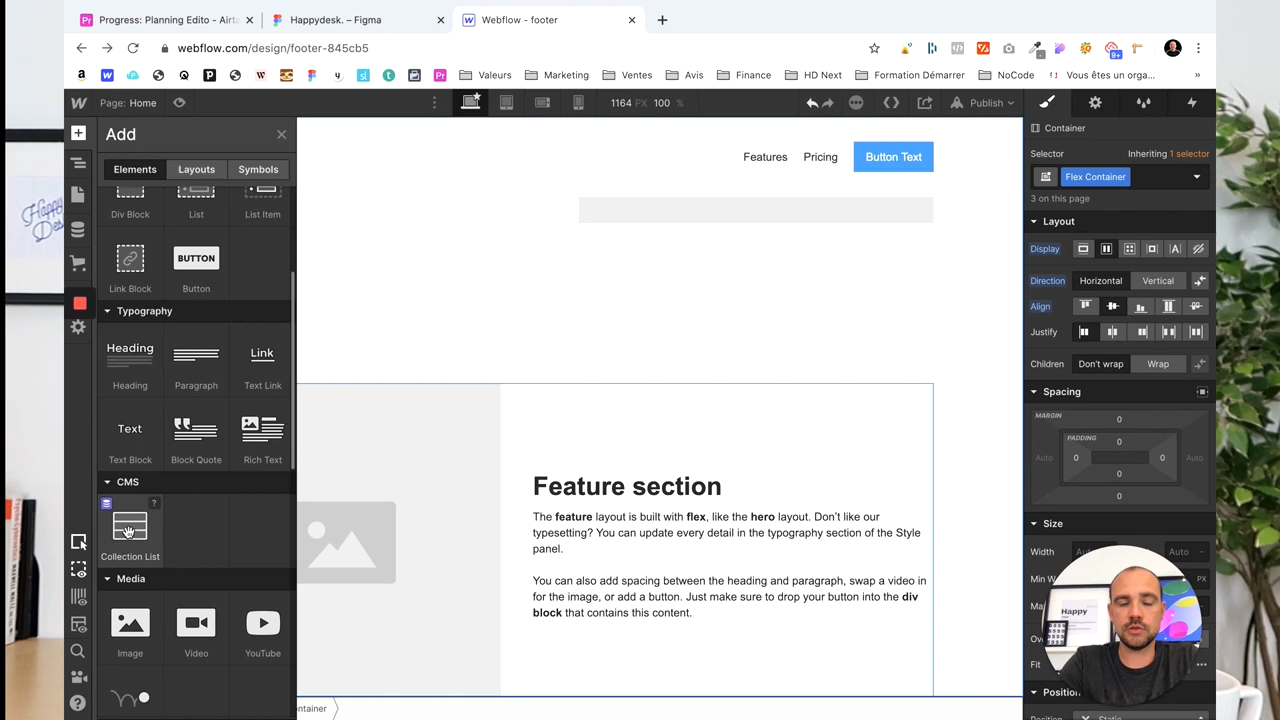 Progress: Planning Edito - Airta
Happydesk. – Figma
Webflow - footer
webflow.com/design/footer-845cb5
9+
Valeurs
Marketing
Ventes
Avis
Finance
HD Next
Formation Démarrer
NoCode
Vous êtes un orga...
»
Page: Home
1164 PX 100 %
Publish
Add
Container
Features
Pricing
Button Text
Selector
Inheriting 1 selector
Elements
Layouts
Symbols
Flex Container
3 on this page
Div Block
List
List Item
Layout
Display
BUTTON
Link Block
Button
Direction
Horizontal
Vertical
Align
Typography
Justify
Heading
Link
Children
Don't wrap
Wrap
Heading
Paragraph
Text Link
Spacing
MARGIN
0
Text
PADDING
0
Auto
0
0
Auto
Text Block
Block Quote
Rich Text
0
CMS
0
Feature section
The feature layout is built with flex, like the hero layout. Don't like our
typesetting? You can update every detail in the typography section of the Style
panel.
?
Size
Collection List
Width
Auto
Min W
PX
Media
You can also add spacing between the heading and paragraph, swap a video in
for the image, or add a button. Just make sure to drop your button into the div
block that contains this content.
Happy
Image
Video
YouTube
Fit
Static